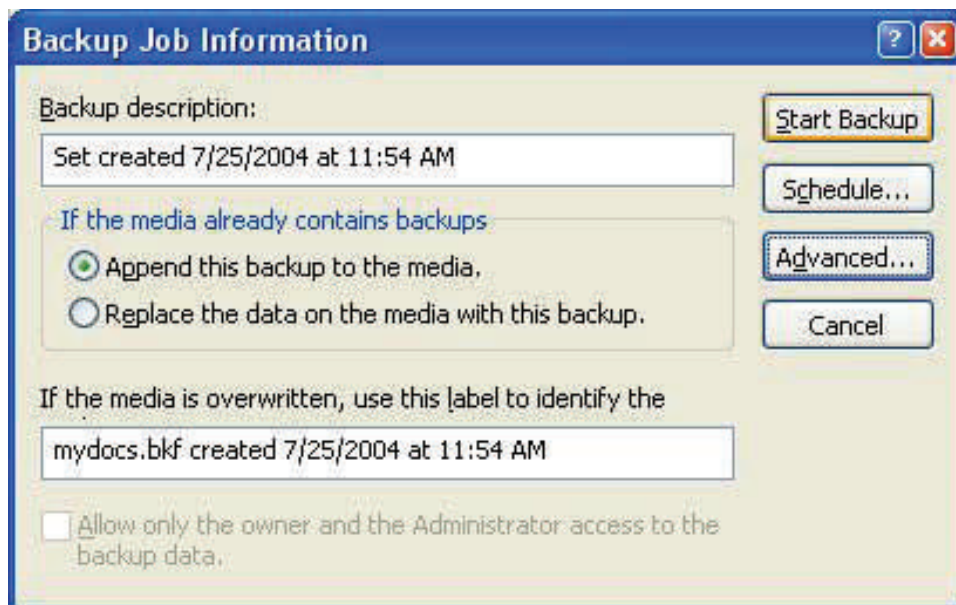 Backup Job Information
Backup description:
Set created 7/25/2004 at 11:54 AM
If the media already contains backups
Append this backup to the media.
Replace the data on the media with this backup.
If the media is overwritten, use this label to identify the
mydocs.bkf created 7/25/2004 at 11:54 AM
Allow only the owner and the Administrator access to the
backup data.
?
Start Backup
Schedule...
Advanced...
Cancel